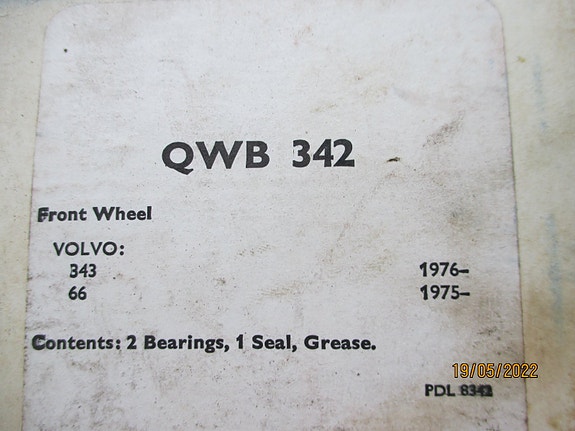 QWB 342
Front Wheel
VOLVO:
343 1976–
66 1975–
Contents: 2 Bearings, 1 Seal, Grease.
19/05/2022
PDL 8342